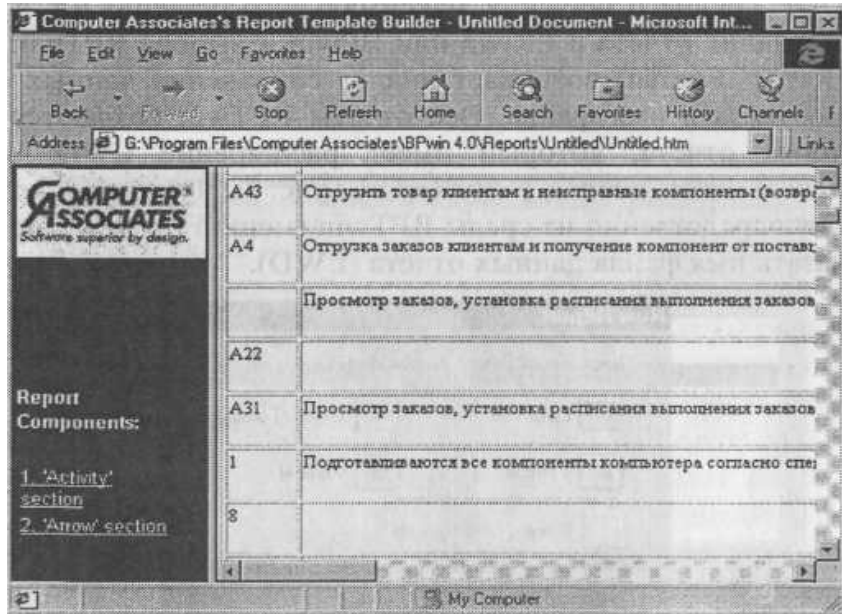 Computer Associates's Report Template Builder - Untitled Document - Microsoft Int...
File Edit View Go Favorites Help
Back Forward Stop Refresh Home Search Favorites History Channels
Address G:\Program Files\Computer Associates\BPwin 4.0\Reports\Untitled\Untitled.htm Links
COMPUTER ASSOCIATES
Software superior by design.
Report Components:
1. 'Activity' section
2. 'Arrow' section
A43 Отгрузить товар клиентам и неисправные компоненты (возвра
A4 Отгрузка заказов клиентам и получение компонент от постави
Просмотр заказов, установка расписания выполнения заказов
A22
A31 Просмотр заказов, установка расписания выполнения заказов
1 Подготавливаются все компоненты компьютера согласно спе
8
My Computer